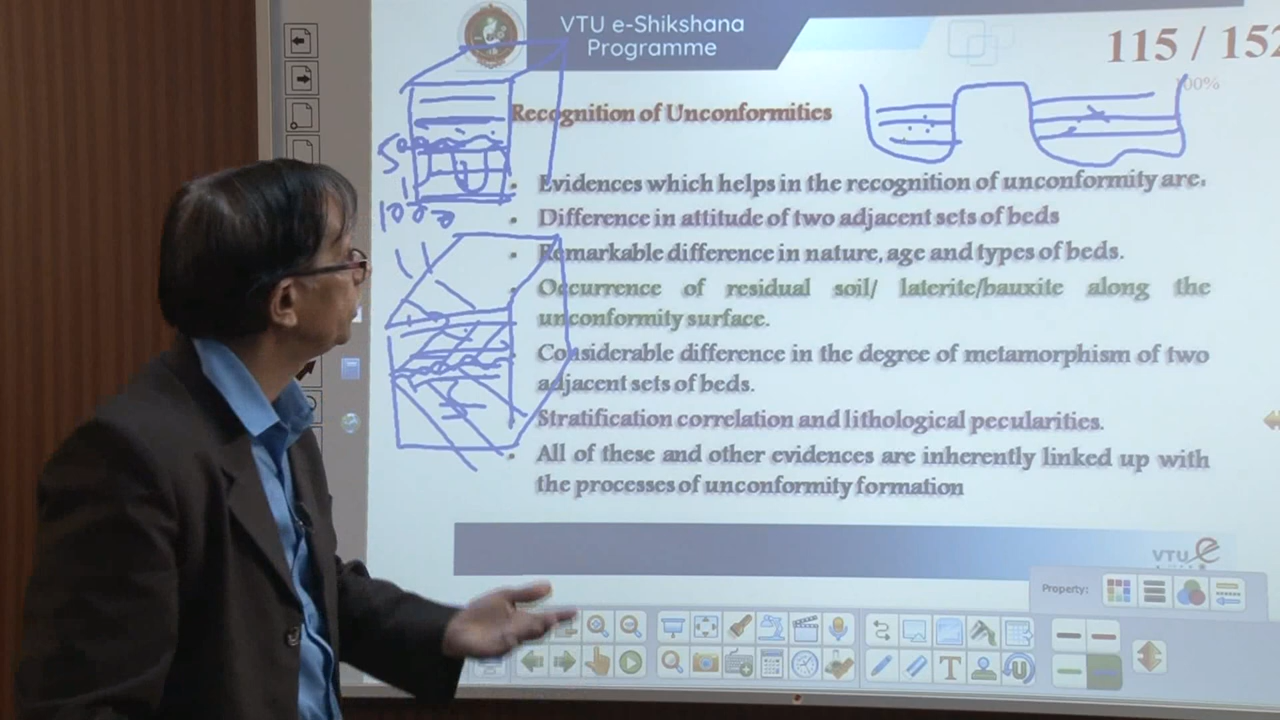 VTU e-Shikshana
Programme
115 / 152
100%
Recognition of Unconformities
Evidences which helps in the recognition of unconformity are.
Difference in attitude of two adjacent sets of beds
Remarkable difference in nature, age and types of beds.
Occurrence of residual soil/ laterite/bauxite along the
unconformity surface.
Considerable difference in the degree of metamorphism of two
adjacent sets of beds.
Stratification correlation and lithological pecularities.
All of these and other evidences are inherently linked up with
the processes of unconformity formation
VTU e
Property: